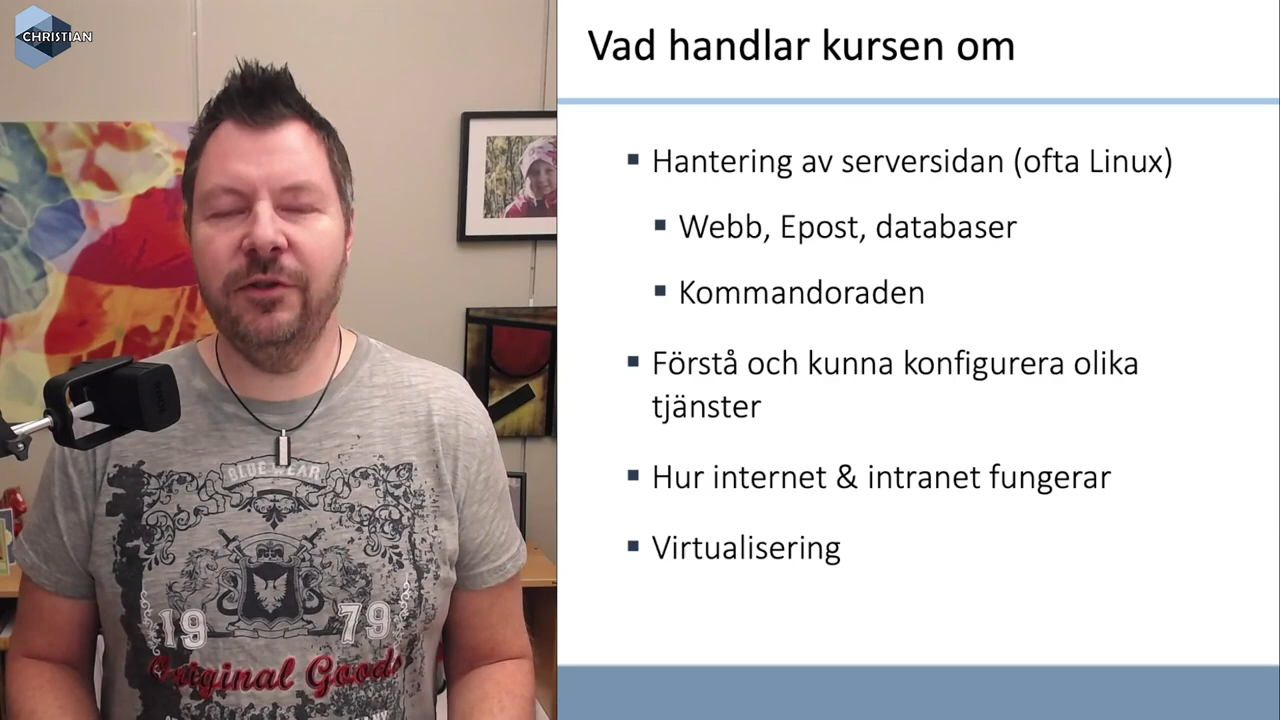 CHRISTIAN
Vad handlar kursen om
▪ Hantering av serversidan (ofta Linux)
▪ Webb, Epost, databaser
▪ Kommandoraden
▪ Förstå och kunna konfigurera olika
tjänster
▪ Hur internet & intranet fungerar
▪ Virtualisering
RODE
BLUE WEAR
19 79
Original Goods